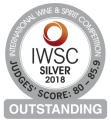 INTERNATIONAL WINE & SPIRIT COMPETITION
IWSC
SILVER
2018
JUDGES' SCORE: 80 - 85.9
OUTSTANDING